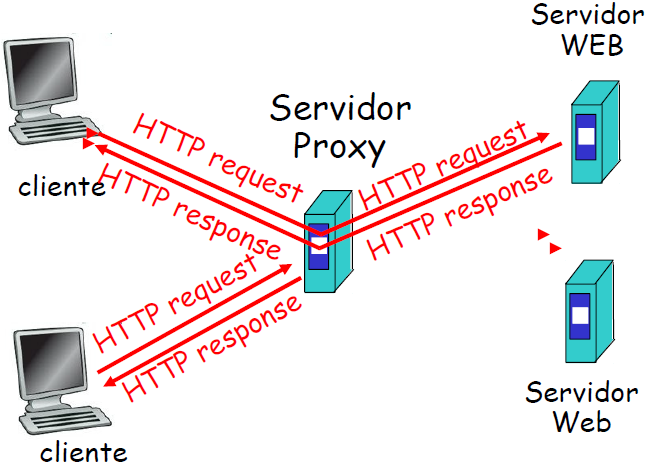 Servidor
WEB
Servidor
Proxy
HTTP request
HTTP request
cliente
HTTP response
HTTP response
HTTP request
HTTP response
Servidor
Web
cliente